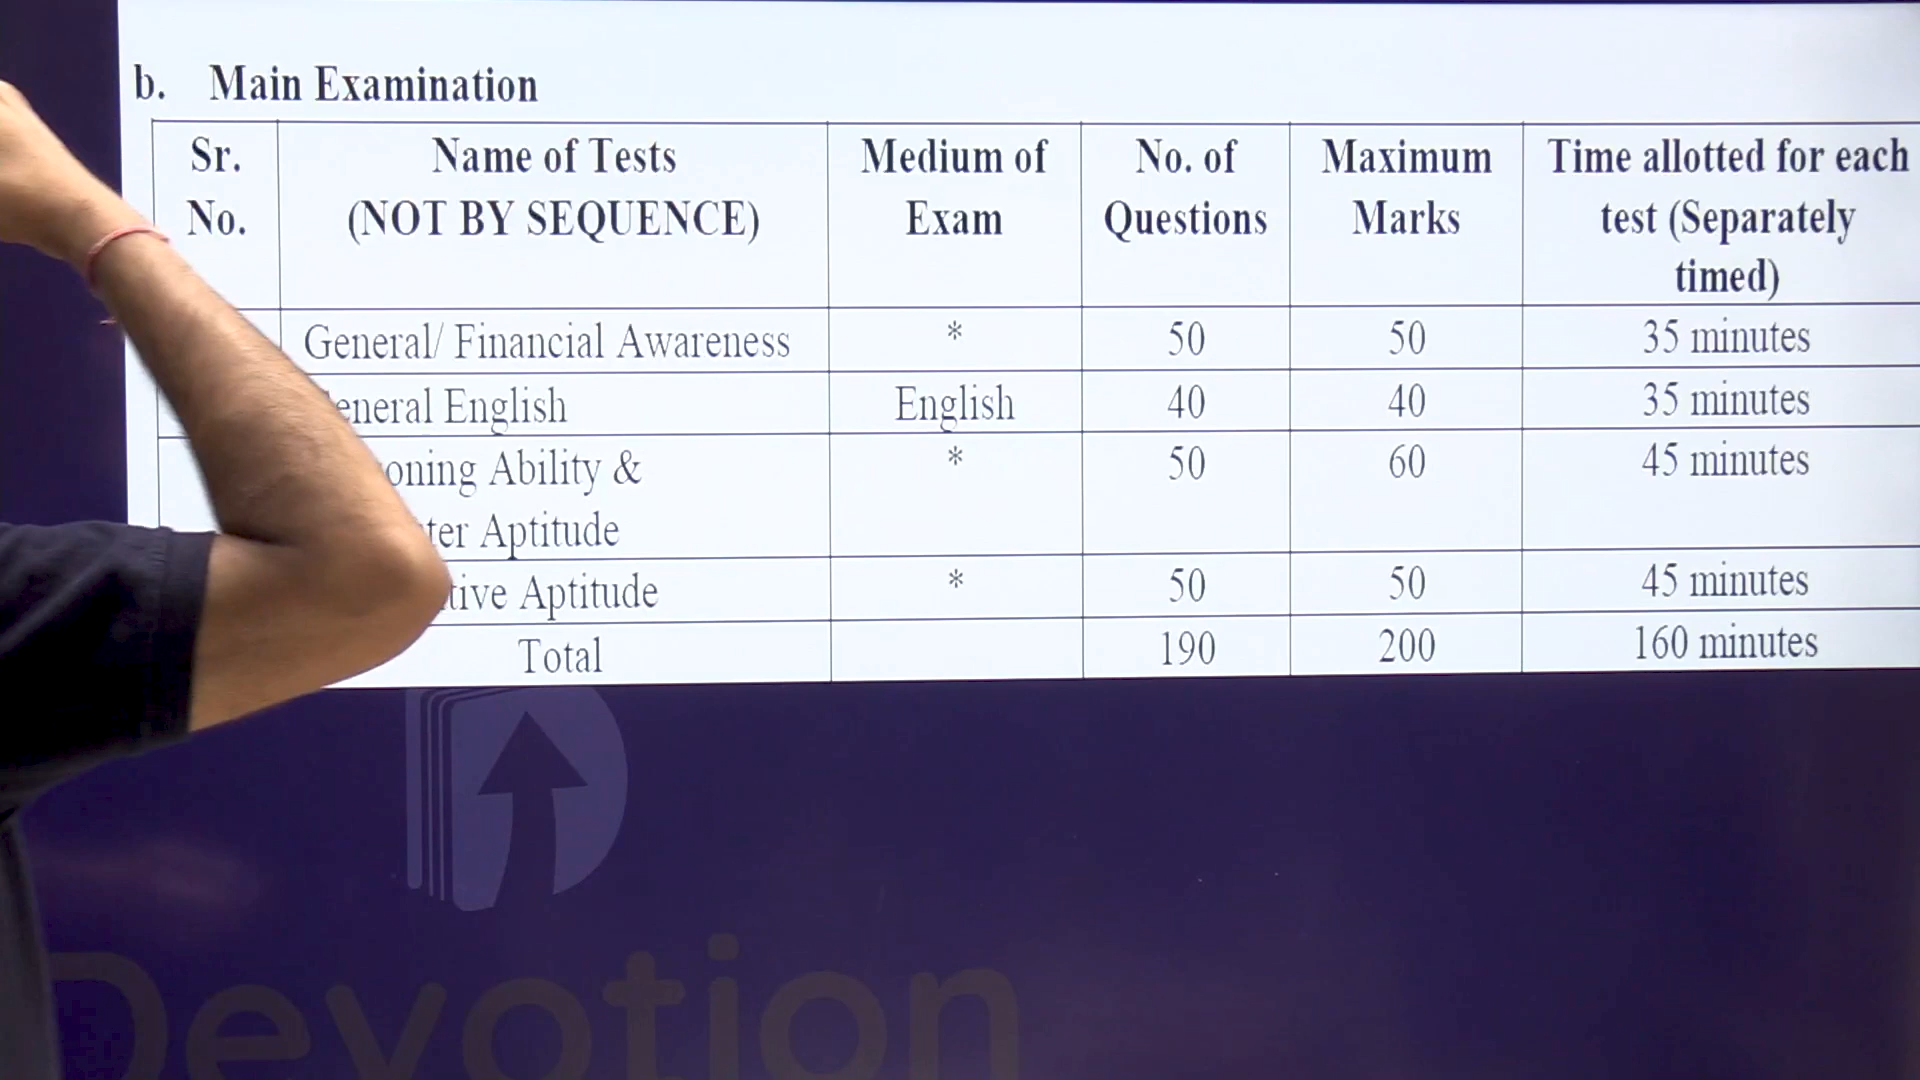 b. Main Examination
Sr. No. Name of Tests (NOT BY SEQUENCE) Medium of Exam No. of Questions Maximum Marks Time allotted for each test (Separately timed)
General/ Financial Awareness * 50 50 35 minutes
eneral English English 40 40 35 minutes
oning Ability & * 50 60 45 minutes
ter Aptitude
tive Aptitude * 50 50 45 minutes
Total 190 200 160 minutes
Devotion